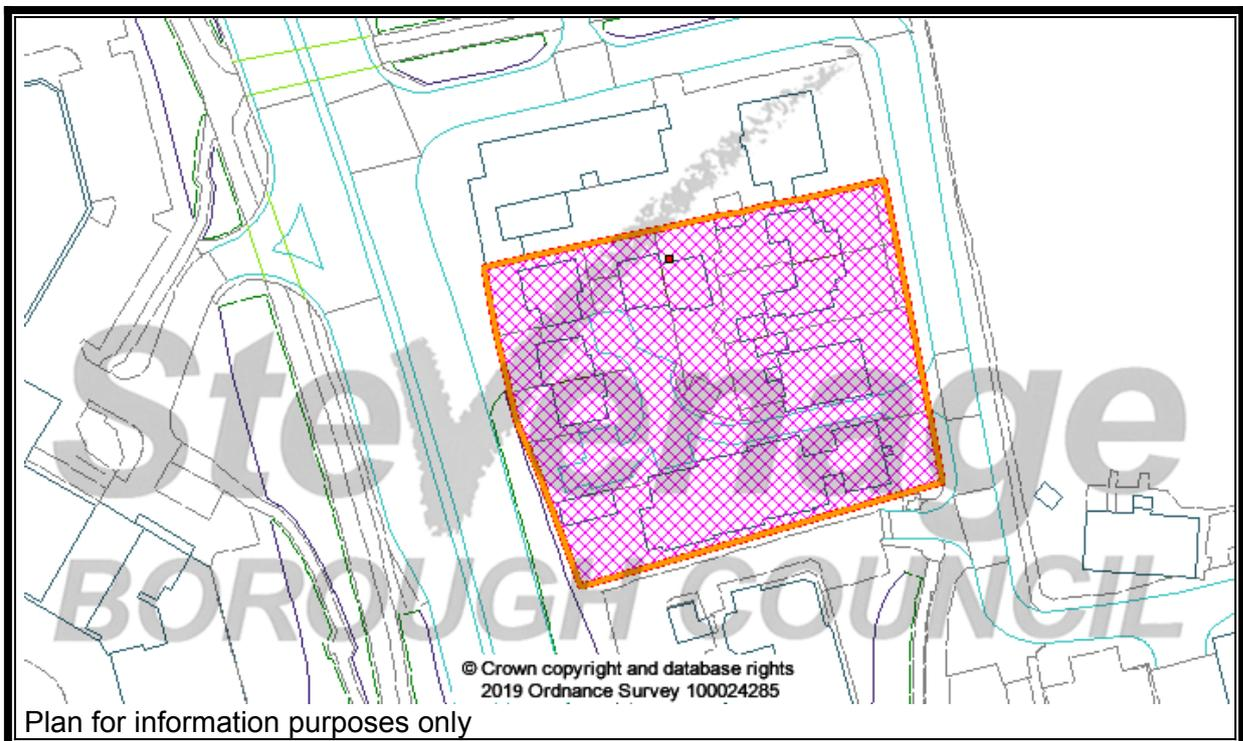 Stevenage
BOROUGH COUNCIL
© Crown copyright and database rights
2019 Ordnance Survey 100024285
Plan for information purposes only